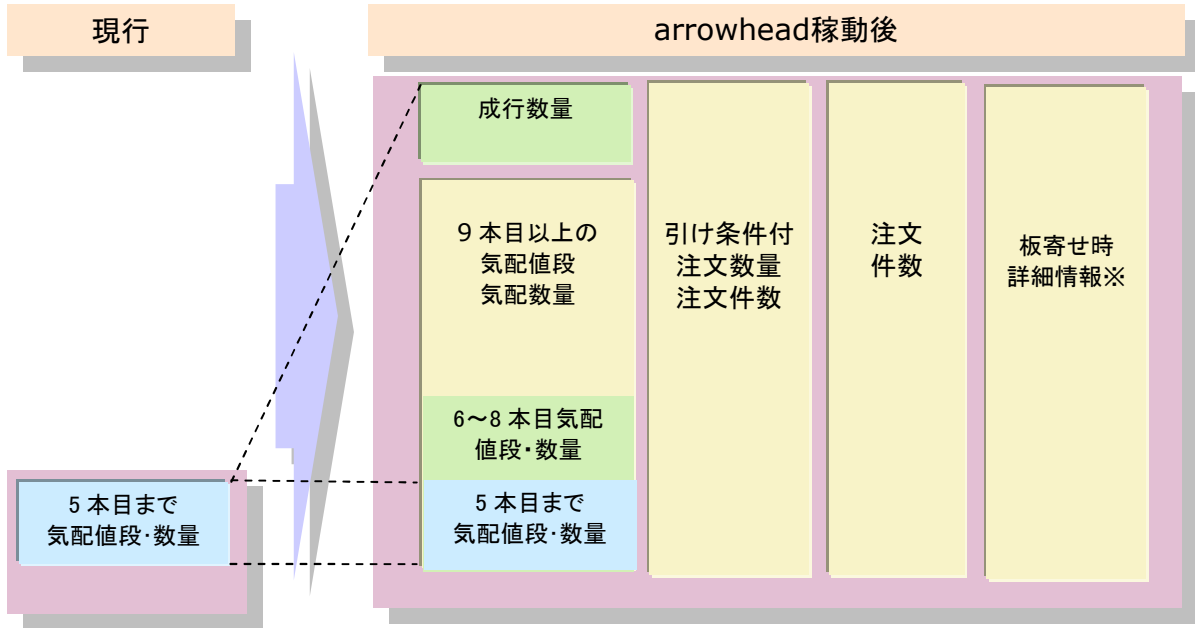 現行
arrowhead稼動後
5 本目まで
気配値段･数量
成行数量
9 本目以上の
気配値段
気配数量
6～8 本目気配
値段・数量
5 本目まで
気配値段･数量
引け条件付
注文数量
注文件数
注文
件数
板寄せ時
詳細情報※